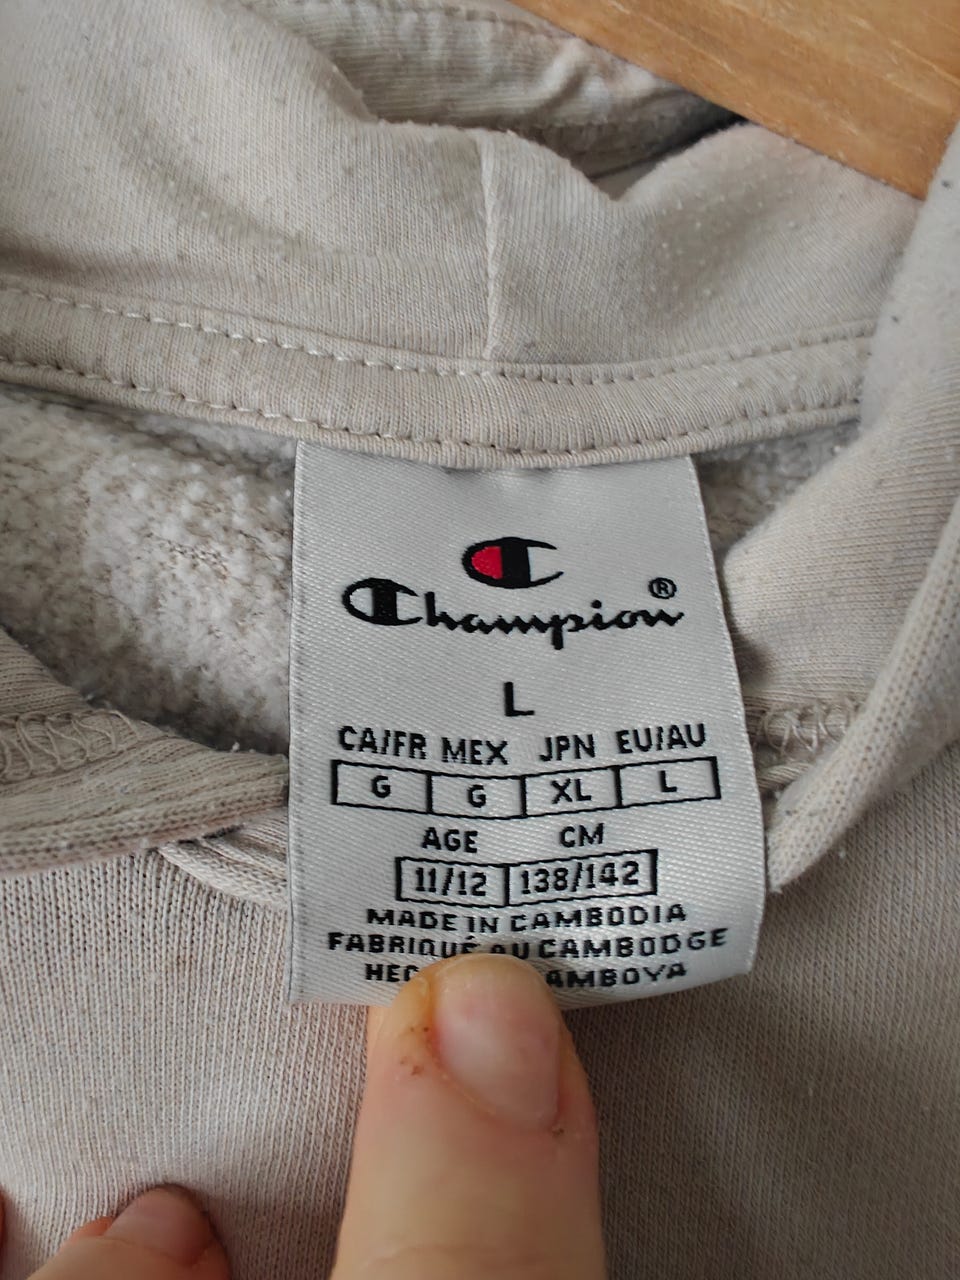 Champion®
L
CA/FR MEX JPN EU/AU
G G XL L
AGE CM
11/12 138/142
MADE IN CAMBODIA
FABRIQUÉ AU CAMBODGE